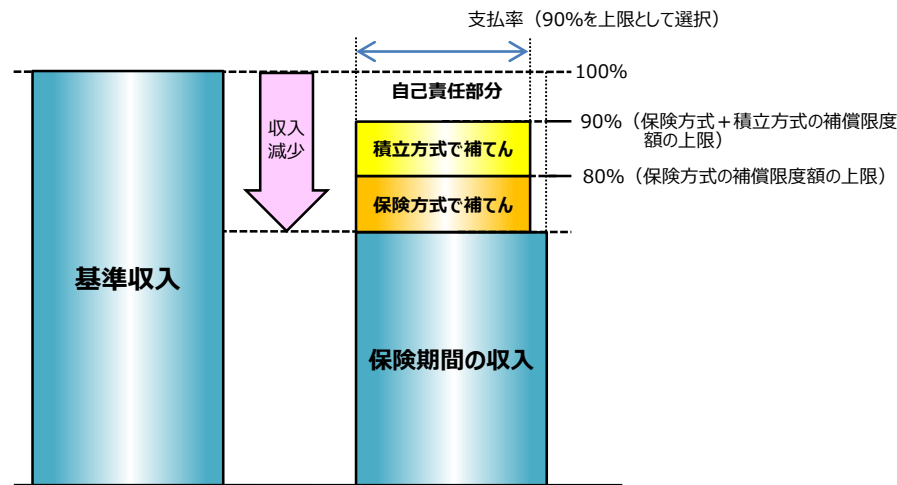 支払率（90%を上限として選択）
100%
自己責任部分
収入
減少
90%（保険方式＋積立方式の補償限度
額の上限）
積立方式で補てん
80%（保険方式の補償限度額の上限）
保険方式で補てん
基準収入
保険期間の収入